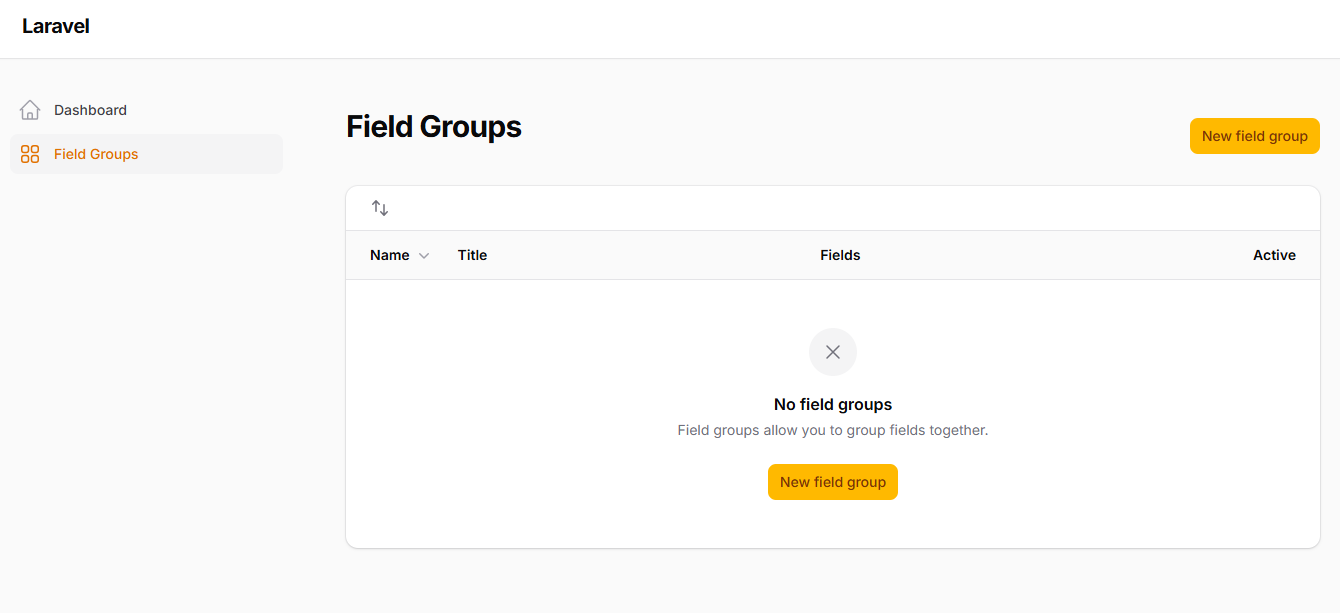 Laravel
Dashboard
Field Groups
Field Groups
New field group
Name Title Fields Active
No field groups
Field groups allow you to group fields together.
New field group